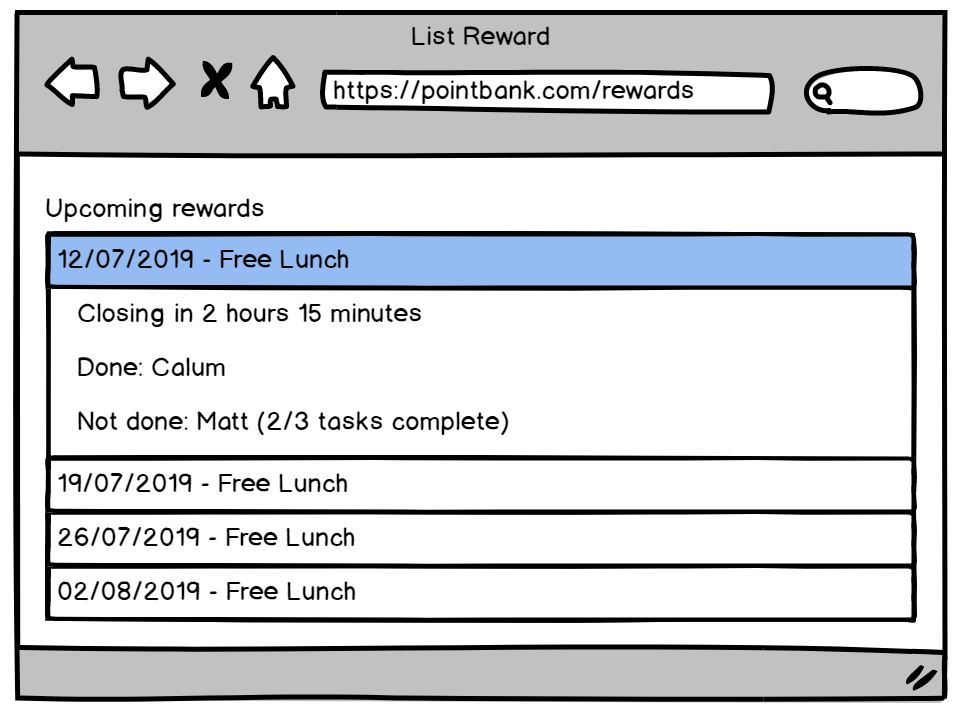 List Reward
https://pointbank.com/rewards
Upcoming rewards
12/07/2019 - Free Lunch
Closing in 2 hours 15 minutes
Done: Calum
Not done: Matt (2/3 tasks complete)
19/07/2019 - Free Lunch
26/07/2019 - Free Lunch
02/08/2019 - Free Lunch